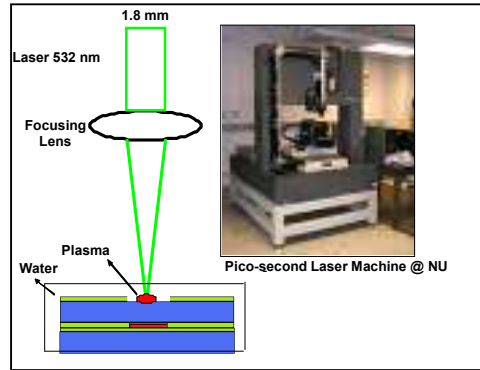 1.8 mm
Laser 532 nm
Focusing
Lens
Plasma
Water
Pico-second Laser Machine @ NU